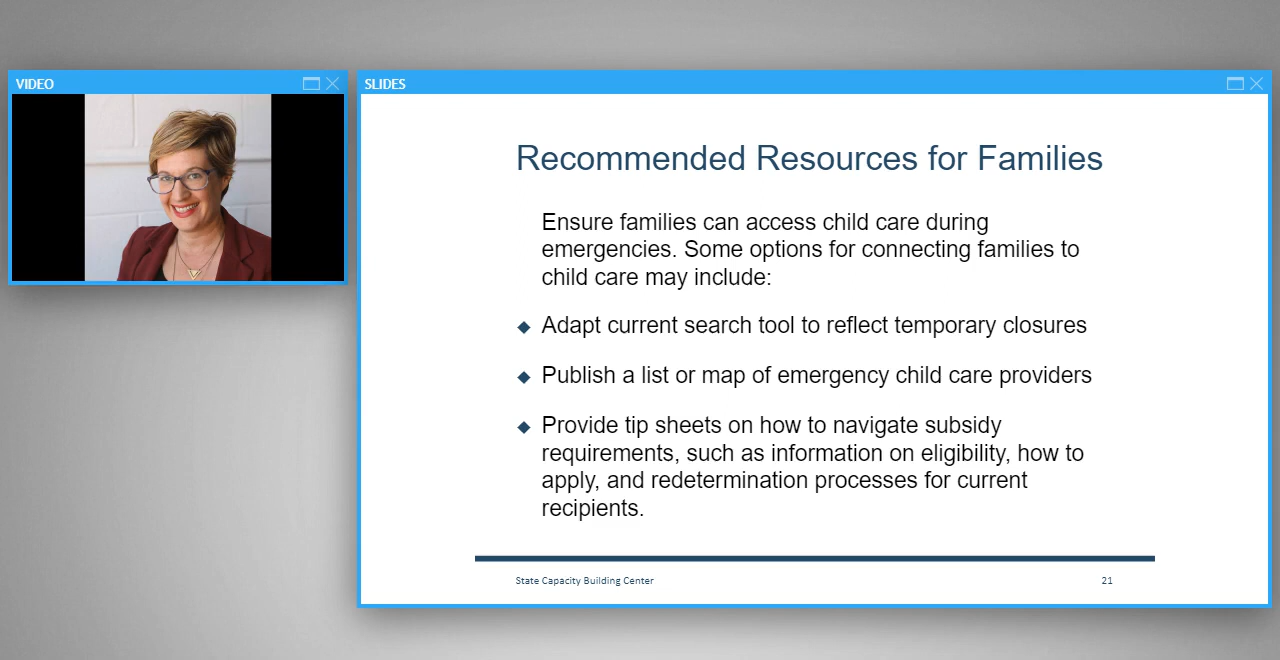 VIDEO
SLIDES
Recommended Resources for Families
Ensure families can access child care during
emergencies. Some options for connecting families to
child care may include:
◆ Adapt current search tool to reflect temporary closures
◆ Publish a list or map of emergency child care providers
◆ Provide tip sheets on how to navigate subsidy
requirements, such as information on eligibility, how to
apply, and redetermination processes for current
recipients.
State Capacity Building Center
21